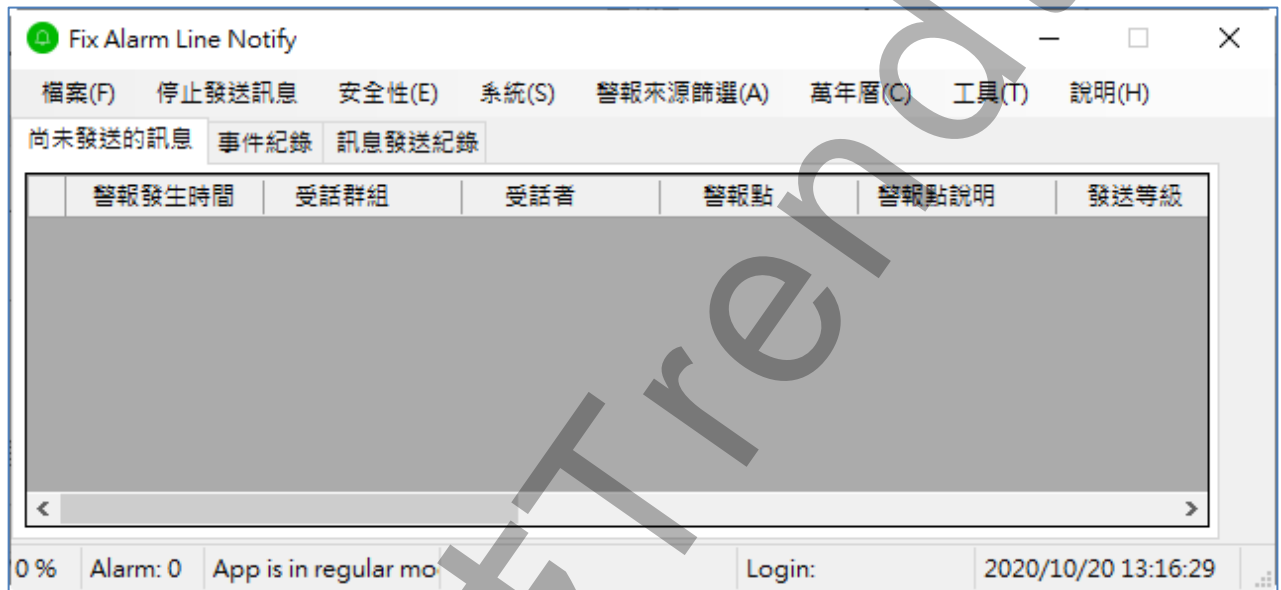 Fix Alarm Line Notify
檔案(F) 停止發送訊息 安全性(E) 系統(S) 警報來源篩選(A) 萬年曆(C) 工具(T) 說明(H)
尚未發送的訊息 事件紀錄 訊息發送紀錄
警報發生時間 受話群組 受話者 警報點 警報點說明 發送等級
0 % Alarm: 0 App is in regular mo Login: 2020/10/20 13:16:29